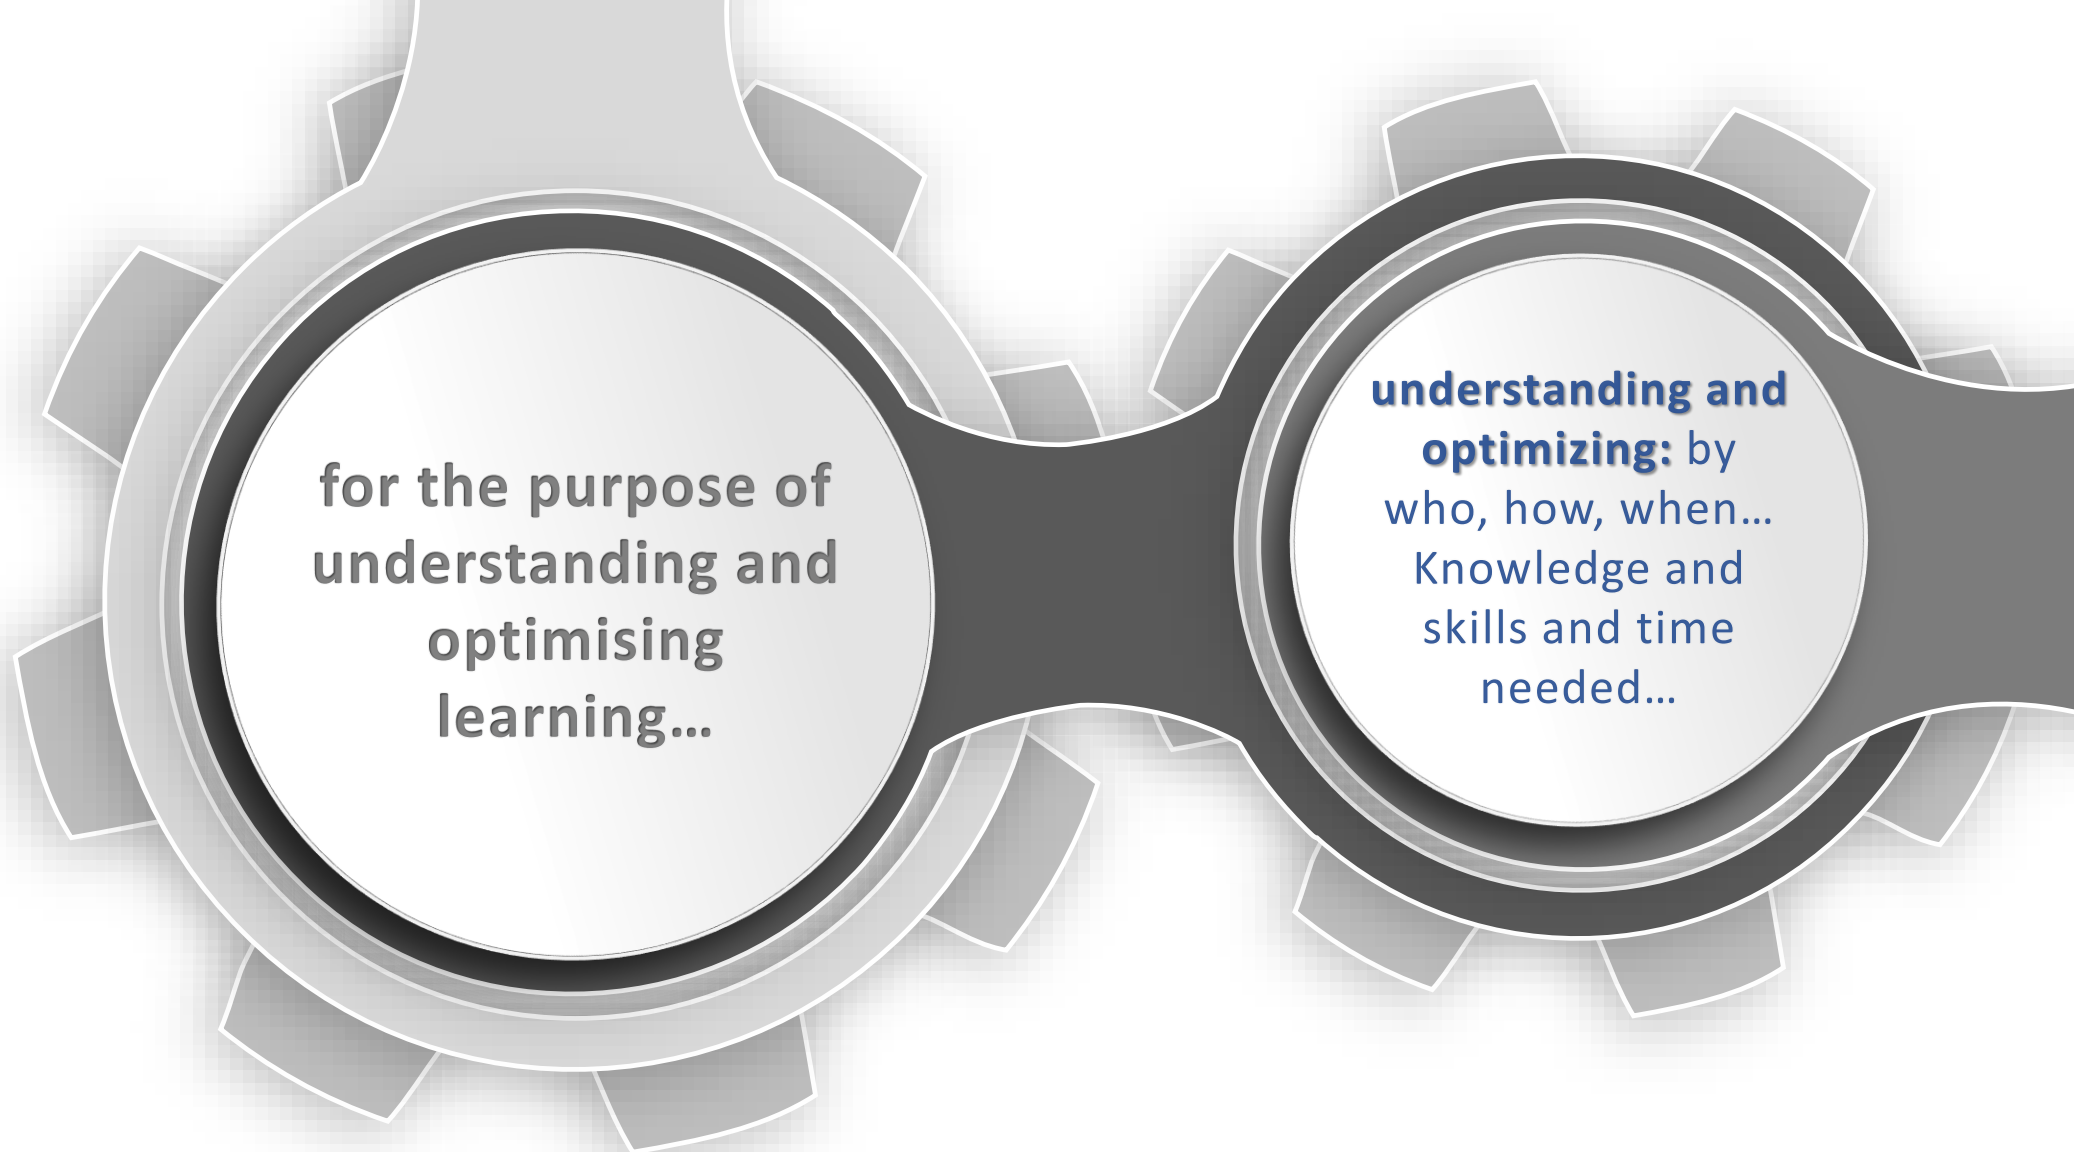 for the purpose of
understanding and
optimising
learning…
understanding and
optimizing: by
who, how, when…
Knowledge and
skills and time
needed…